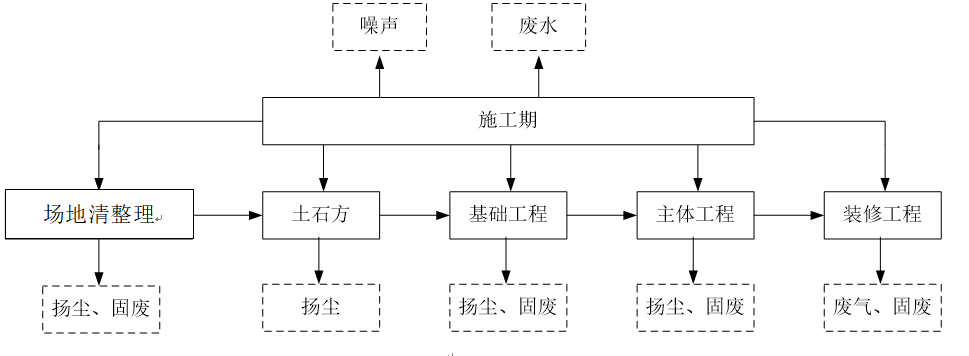 噪声
废水
施工期
场地清整理
土石方
基础工程
主体工程
装修工程
扬尘、固废
扬尘
扬尘、固废
扬尘、固废
废气、固废